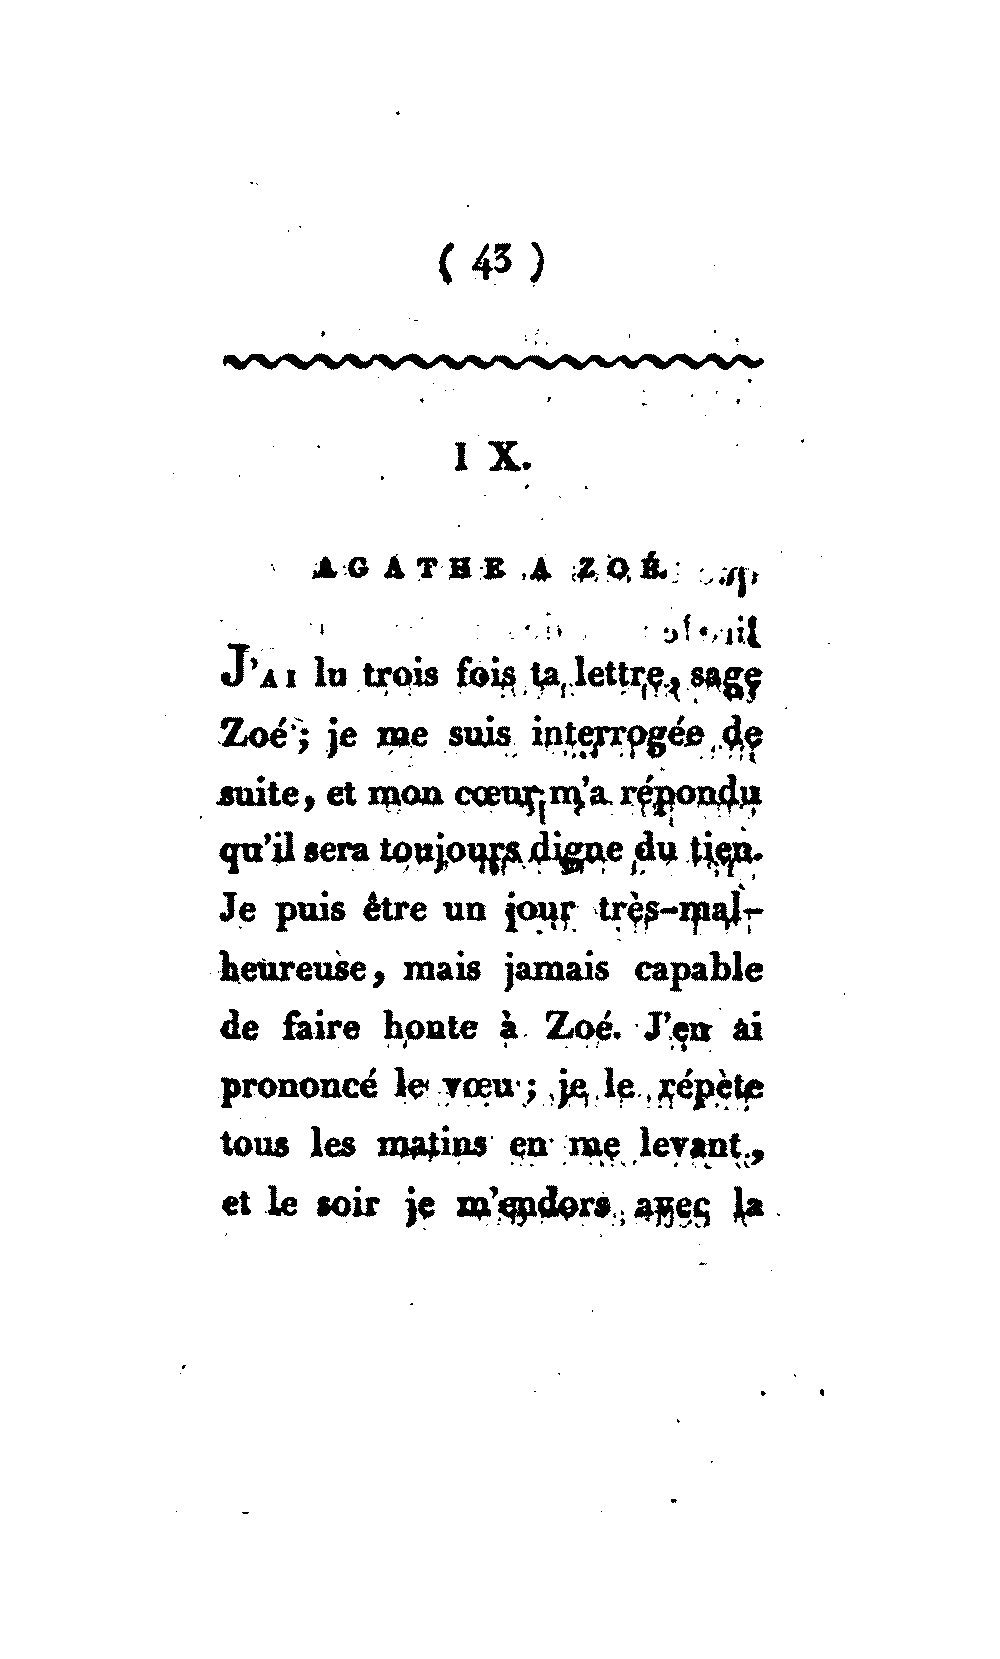 ( 43 )
I X.
AGATHE A ZOÉ.
J'AI lu trois fois ta lettre, sage
Zoé; je me suis interrogée de
suite, et mon cœur m'a répondu
qu'il sera toujours digne du tien.
Je puis être un jour très-mal-
heureuse, mais jamais capable
de faire honte à Zoé. J'en ai
prononcé le vœu; je le répète
tous les matins en me levant,
et le soir je m'endors avec la